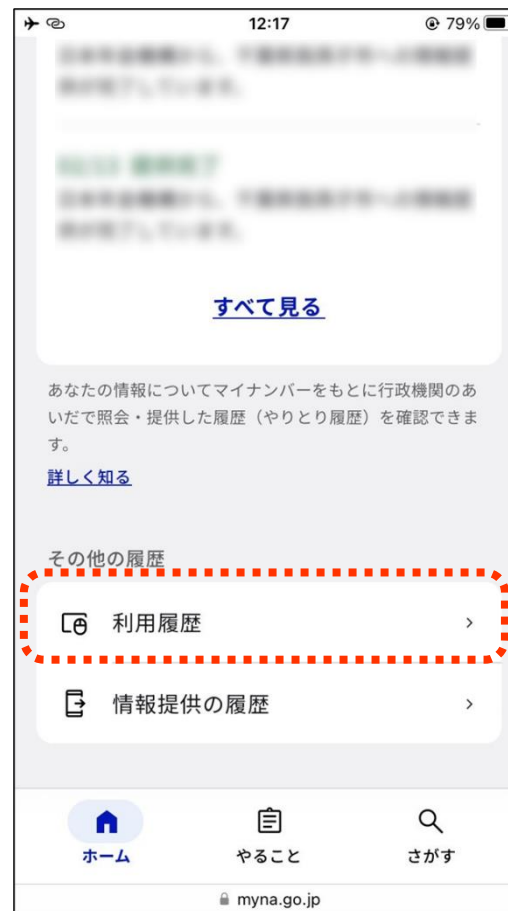 12:17
79%
すべて見る
あなたの情報についてマイナンバーをもとに行政機関のあ
いだで照会・提供した履歴（やりとり履歴）を確認できま
す。
詳しく知る
その他の履歴
利用履歴
情報提供の履歴
ホーム
やること
さがす
myna.go.jp